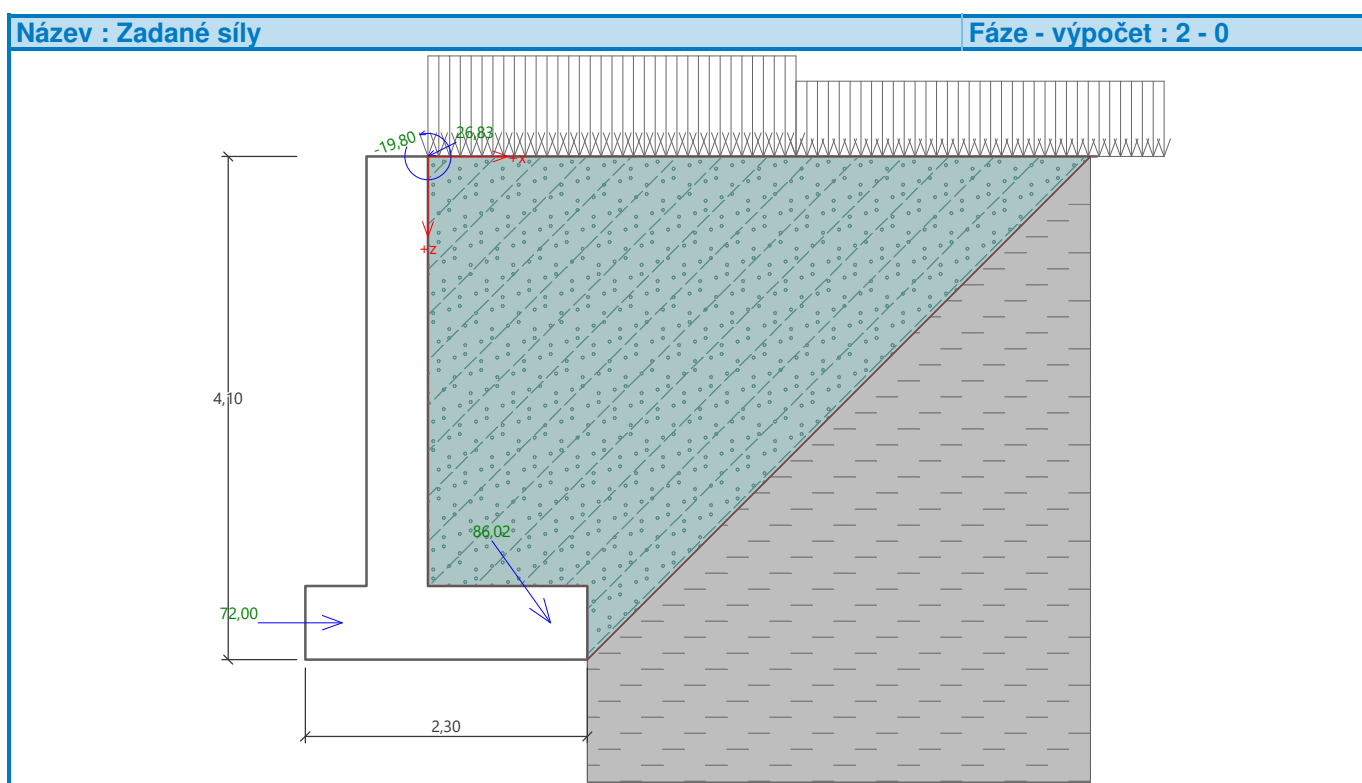 Název : Zadané síly
Fáze - výpočet : 2 - 0
-19,80
26,83
+x
+z
4,10
86,02
72,00
2,30